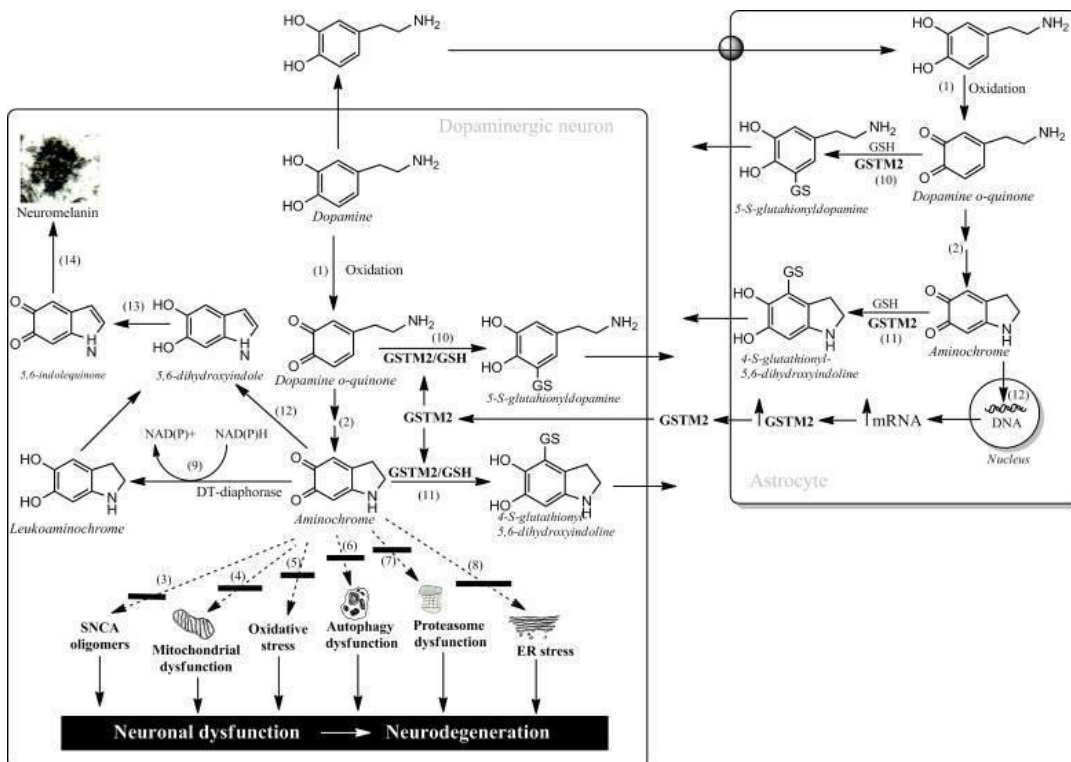 HO
NH2
HO
HO
NH2
HO
(1)
Oxidation
Dopaminergic neuron
HO
NH2
HO
Dopamine
Neuromelanin
(14)
(1)
Oxidation
O
NH2
O
Dopamine o-quinone
(10)
GSTM2/GSH
HO
NH2
HO
GS
5-S-glutahionyldopamine
O
O
N
H
5,6-indolequinone
(13)
HO
HO
N
H
5,6-dihydroxyindole
(12)
(2)
GSTM2
GSTM2/GSH
(11)
NAD(P)+
NAD(P)H
(9)
DT-diaphorase
HO
HO
N
H
Leukoaminochrome
O
O
N
H
Aminochrome
GS
HO
HO
N
H
4-S-glutathionyl-
5,6-dihydroxyindoline
(3)
(4)
(5)
(6)
(7)
(8)
SNCA
oligomers
Mitochondrial
dysfunction
Oxidative
stress
Autophagy
dysfunction
Proteasome
dysfunction
ER stress
Neuronal dysfunction
Neurodegeneration
HO
NH2
HO
GS
5-S-glutahionyldopamine
GSH
GSTM2
(10)
O
NH2
O
Dopamine o-quinone
(2)
GS
HO
HO
N
H
4-S-glutathionyl-
5,6-dihydroxyindoline
GSH
GSTM2
(11)
O
O
N
H
Aminochrome
(12)
DNA
Nucleus
mRNA
GSTM2
GSTM2
Astrocyte